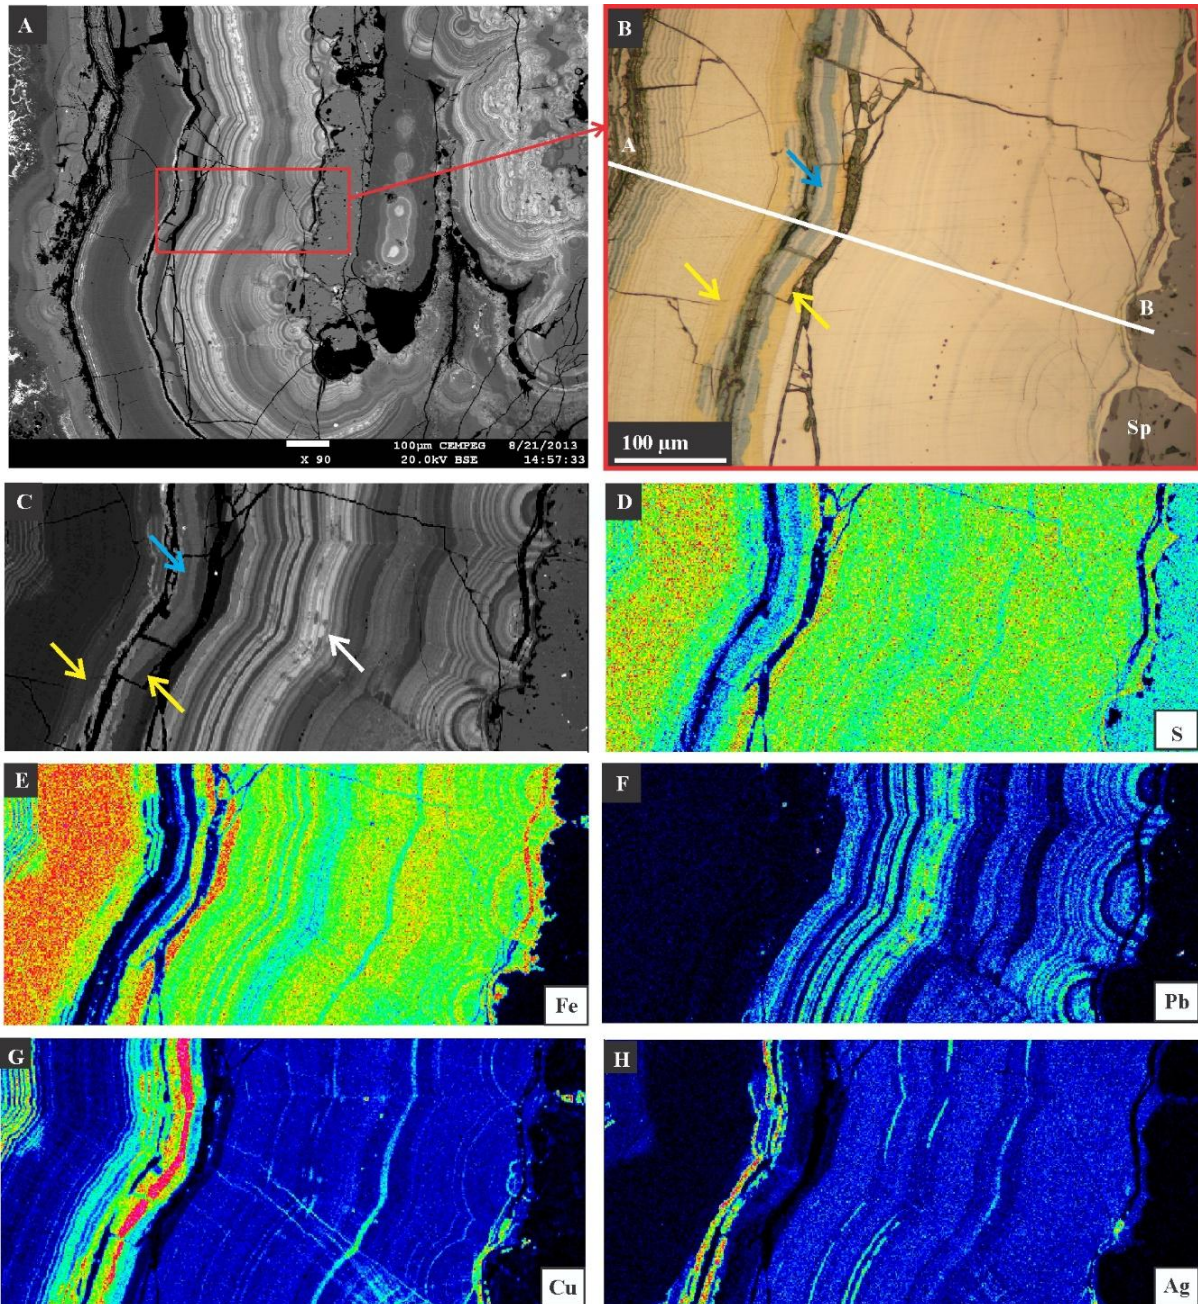 A
100µm CEMPEG 8/21/2013
X 90 20.0kV BSE 14:57:33
B
A
B
Sp
100 µm
C
D
S
E
Fe
F
Pb
G
Cu
H
Ag